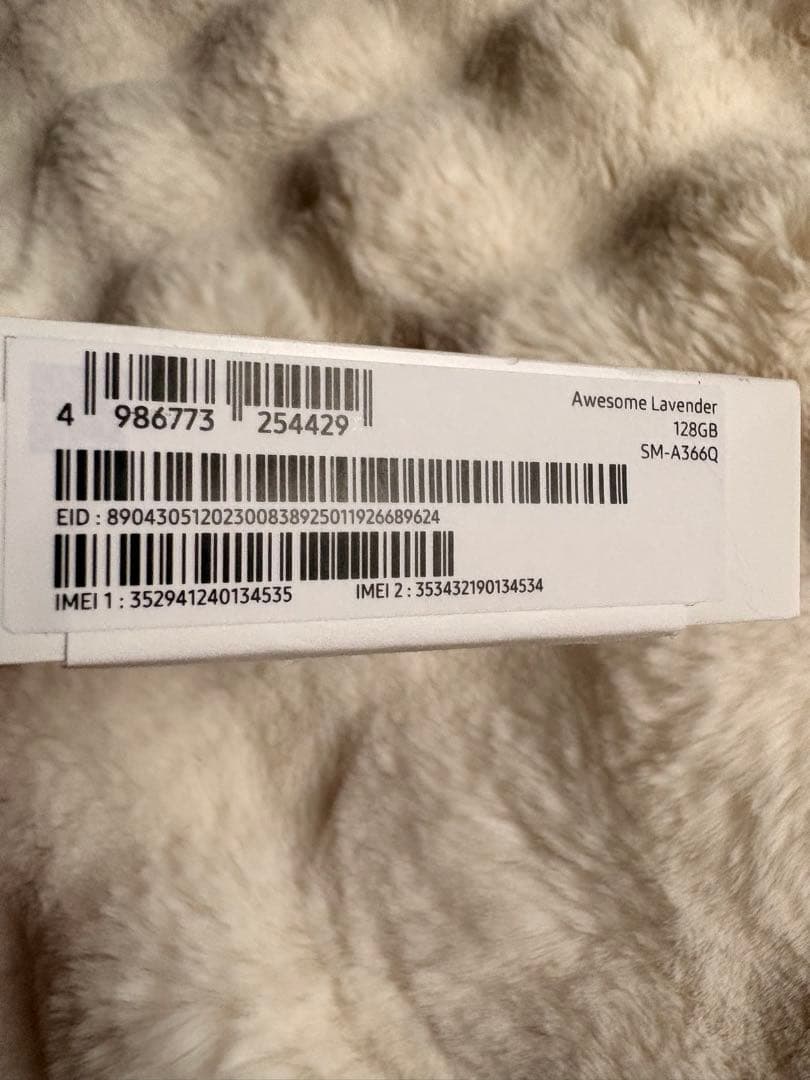 4 986773 254429
Awesome Lavender
128GB
SM-A366Q
EID : 89043051202300838925011926689624
IMEI 1 : 352941240134535 IMEI 2 : 353432190134534